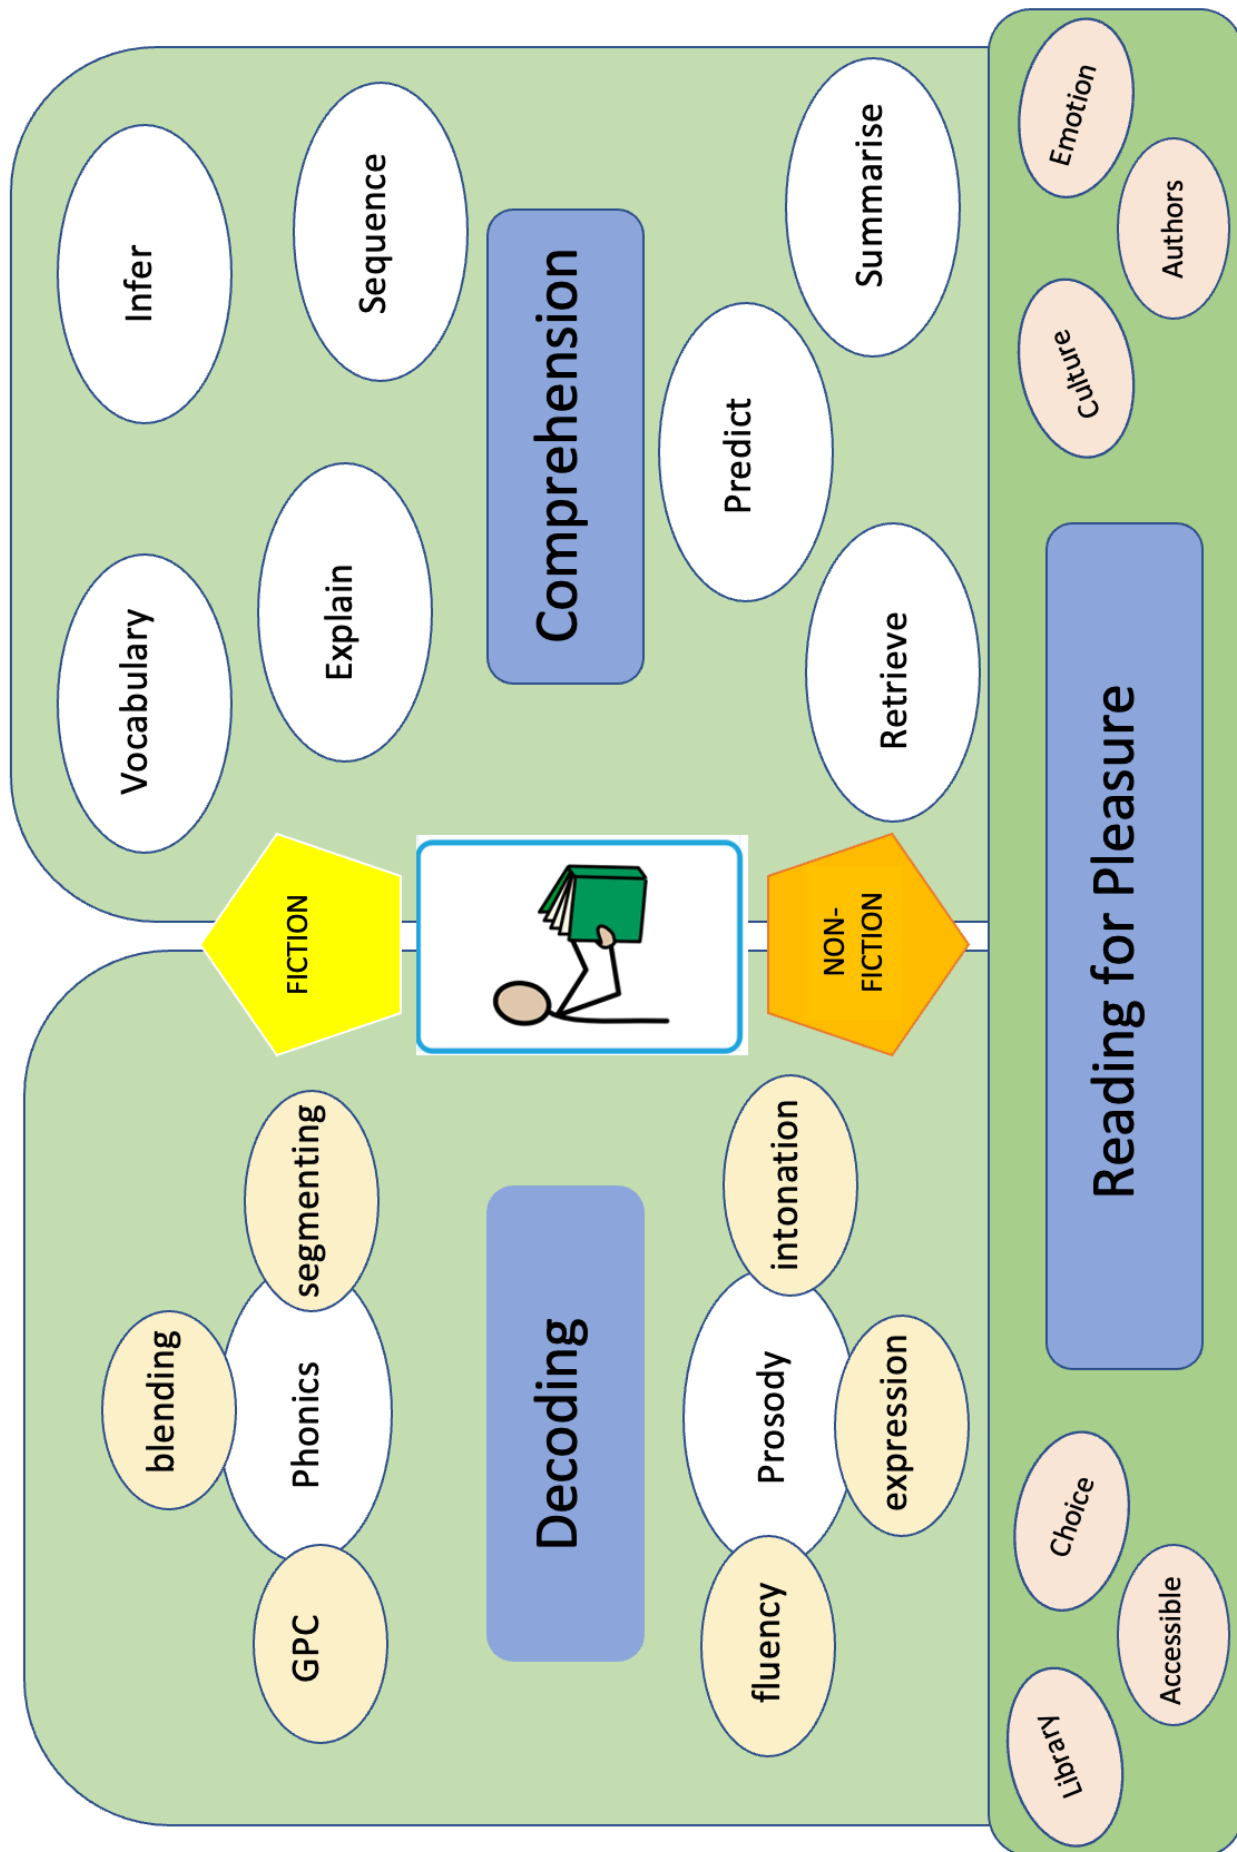 blending
GPC
Phonics
segmenting
Decoding
fluency
Prosody
intonation
expression
FICTION
NON-
FICTION
Vocabulary
Infer
Explain
Sequence
Comprehension
Predict
Retrieve
Summarise
Library
Choice
Accessible
Reading for Pleasure
Culture
Emotion
Authors